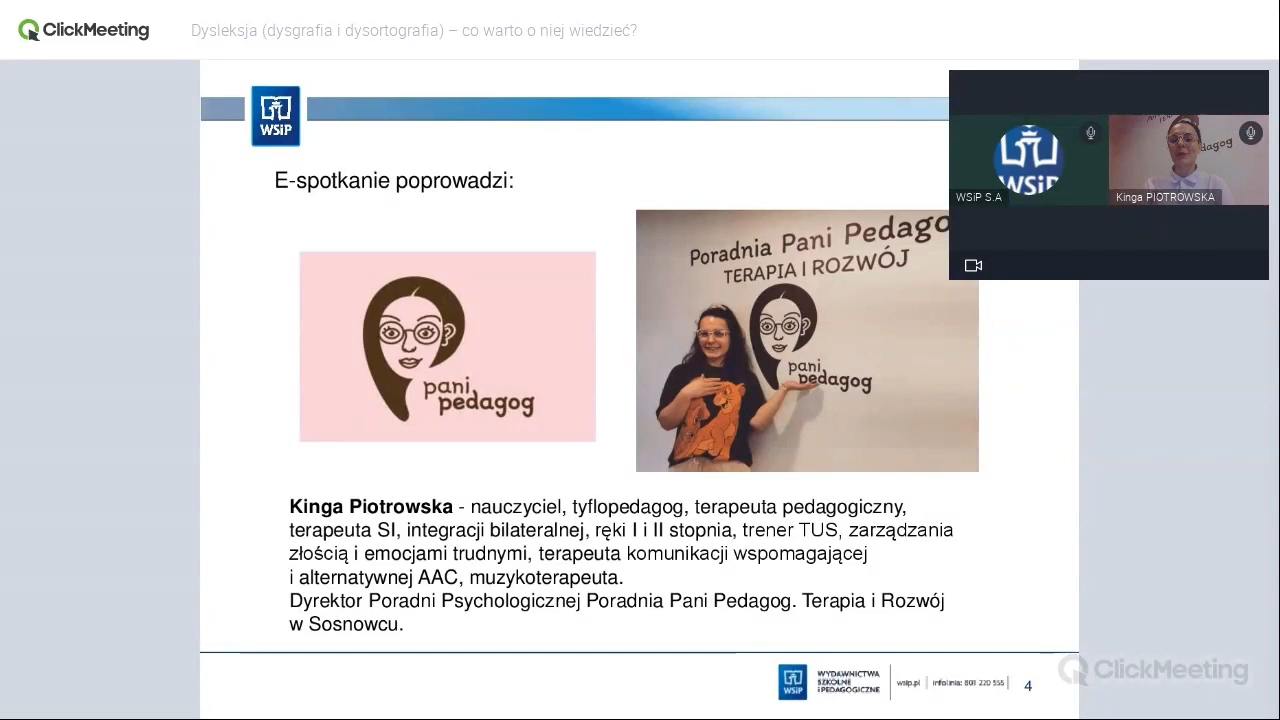 ClickMeeting
Dysleksja (dysgrafia i dysortografia) – co warto o niej wiedzieć?
WSiP
E-spotkanie poprowadzi:
WSiP S.A
Kinga PIOTROWSKA
Poradnia Pani Pedago
TERAPIA I ROZWÓJ
pani
pedagog
pani
pedagog
Kinga Piotrowska - nauczyciel, tyflopedagog, terapeuta pedagogiczny,
terapeuta SI, integracji bilateralnej, ręki I i II stopnia, trener TUS, zarządzania
złością i emocjami trudnymi, terapeuta komunikacji wspomagającej
i alternatywnej AAC, muzykoterapeuta.
Dyrektor Poradni Psychologicznej Poradnia Pani Pedagog. Terapia i Rozwój
w Sosnowcu.
WSiP
WYDAWNICTWA
SZKOLNE
i PEDAGOGICZNE
wsip.pl | infolinia: 801 220 555 | 4
ClickMeeting